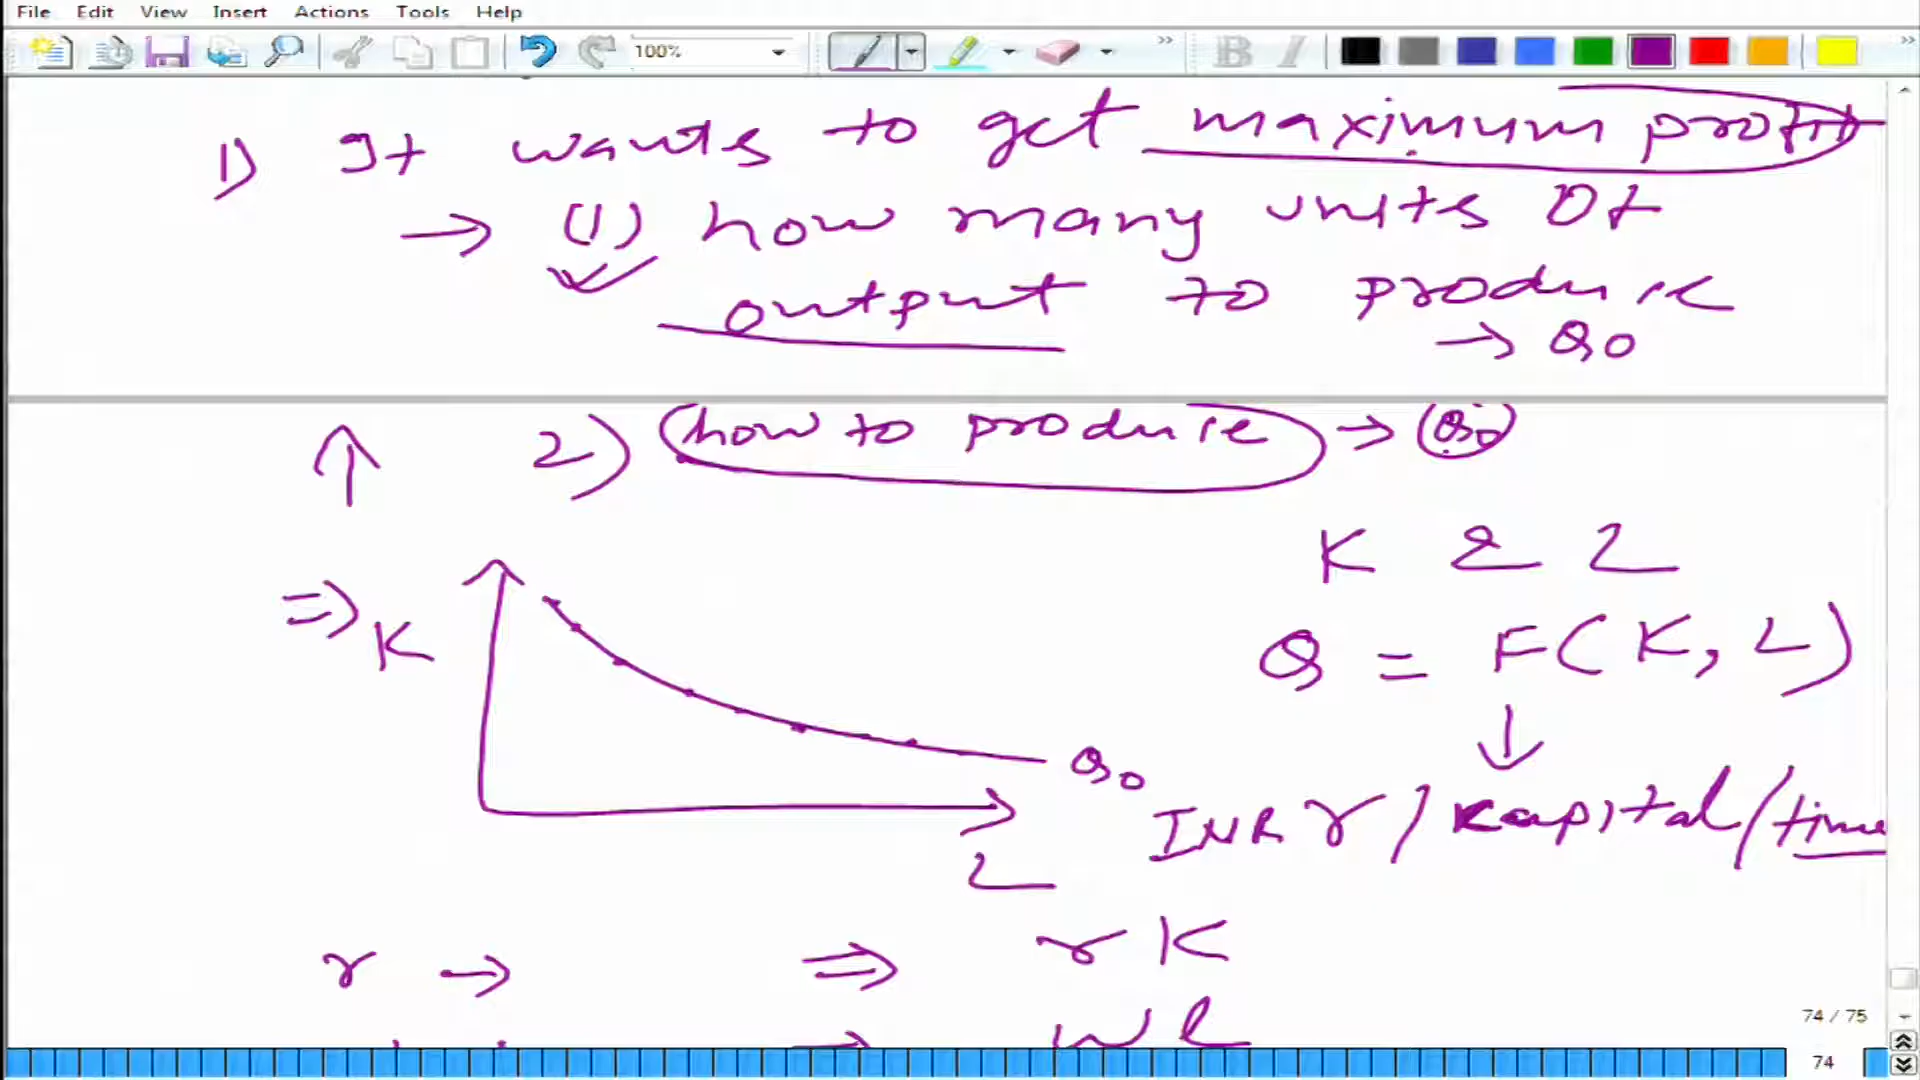 File Edit View Insert Actions Tools Help
100%
1) It wants to get maximum profit
→ (1) how many units of
output to produce
→ Q0
2) how to produce → Q0
K & L
⇒ K
Q = F(K, L)
Q0
INR r / kapital / time
L
r → ⇒ rK
→ wL
74 / 75
74